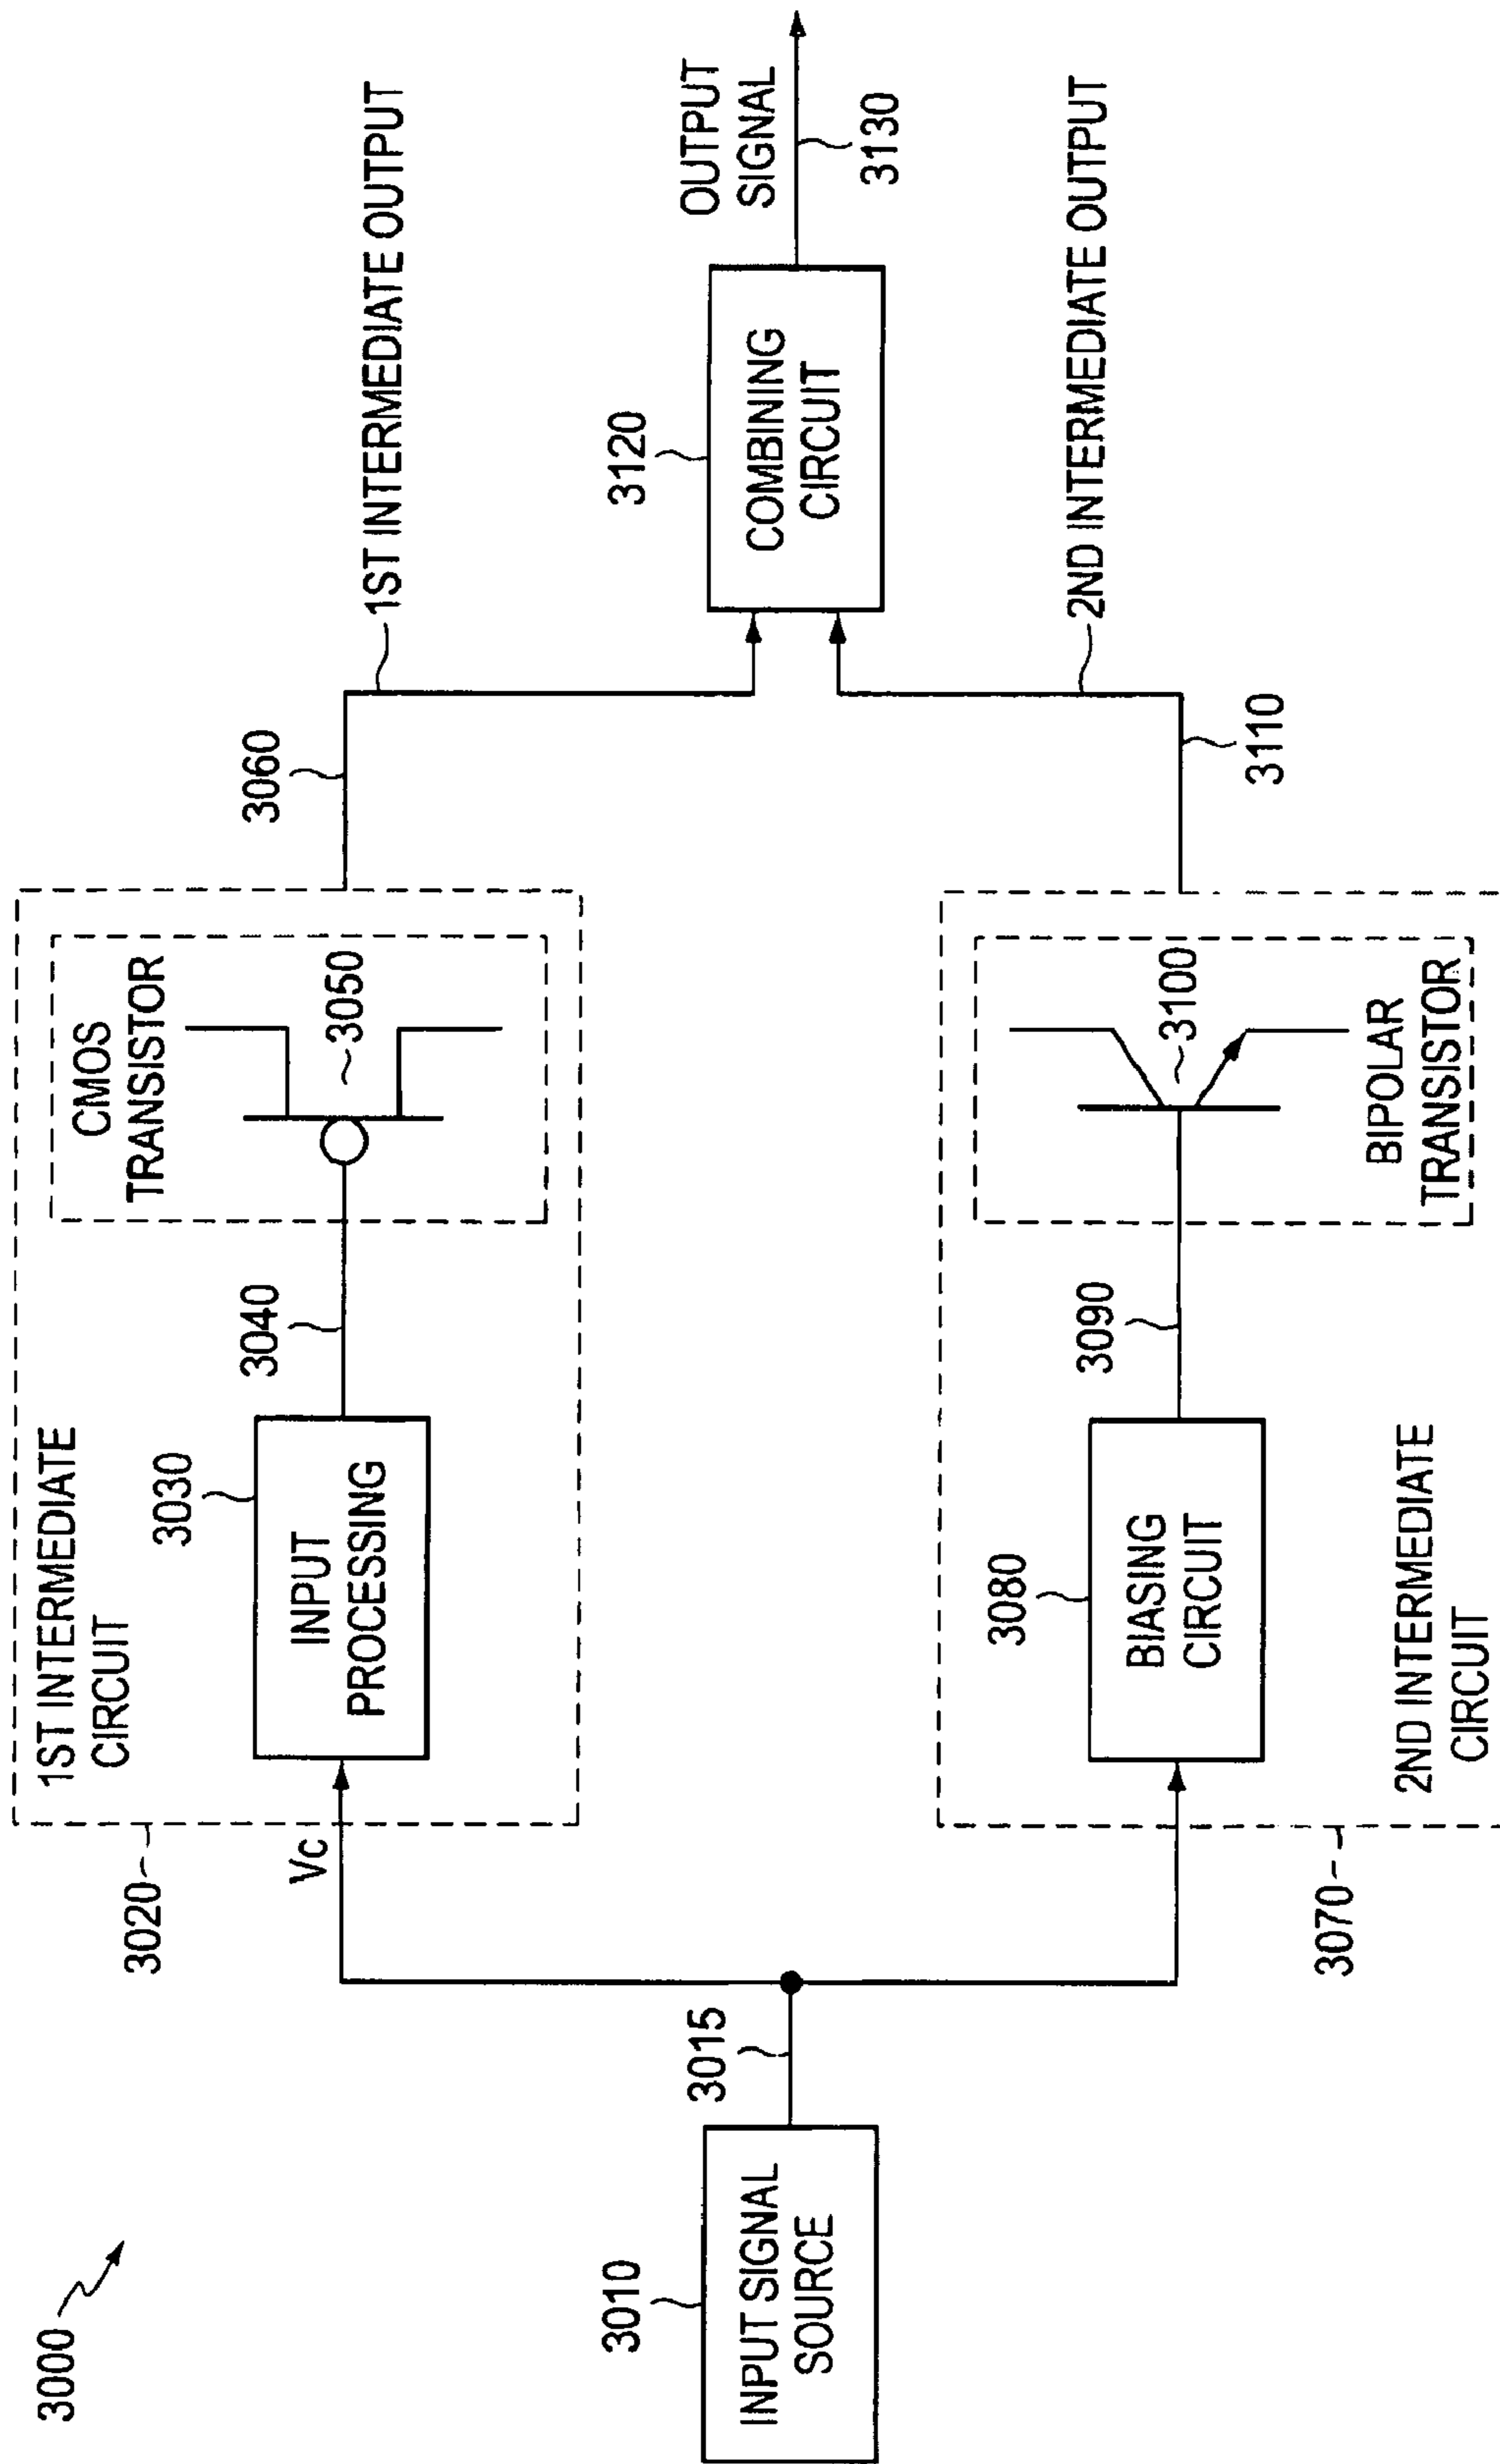 3000
3010
INPUT SIGNAL
SOURCE
3015
3020
Vc
1ST INTERMEDIATE
CIRCUIT
3030
INPUT
PROCESSING
3040
CMOS
TRANSISTOR
3050
3060
1ST INTERMEDIATE OUTPUT
3070
2ND INTERMEDIATE
CIRCUIT
3080
BIASING
CIRCUIT
3090
3100
BIPOLAR
TRANSISTOR
3110
2ND INTERMEDIATE OUTPUT
3120
COMBINING
CIRCUIT
OUTPUT
SIGNAL
3130